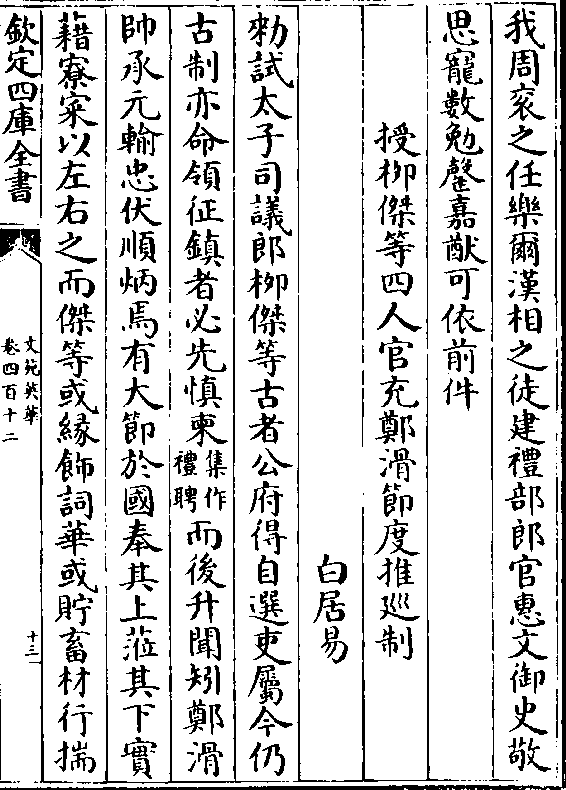 我周衮之任樂爾漢相之徒建禮部郎官惠文御史敬
思寵數勉罄嘉猷可依前件
授栁傑等四人官充鄭滑節度推廵制
白居易
勑試太子司議郎栁傑等古者公府得自選吏屬今仍
古制亦命領征鎮者必先慎柬集作禮聘而後升聞矧鄭滑
帥承元輸忠伏順炳焉有大節於國奉其上蒞其下實
藉寮寀以左右之而傑等或緣飾詞華或貯畜材行揣
欽定四庫全書
文苑英華
卷四百十二
十三